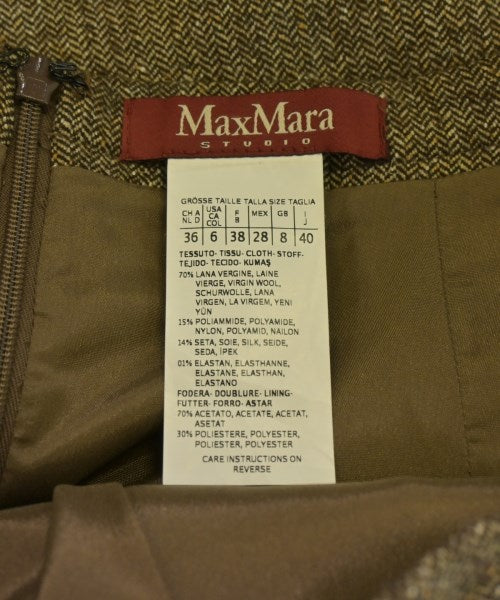 MaxMara
STUDIO
GRÖSSE TAILLE TALLA SIZE TAGLIA
CH A NL D USA CA COL F B MEX GB I J
36 6 38 28 8 40
TESSUTO- TISSU- CLOTH- STOFF-
TEJIDO- TECIDO- KUMAŞ
70% LANA VERGINE, LAINE
VIERGE, VIRGIN WOOL,
SCHURWOLLE, LANA
VIRGEN, LA VIRGEM, YENI
YÜN
15% POLIAMMIDE, POLYAMIDE,
NYLON, POLYAMID, NAILON
14% SETA, SOIE, SILK, SEIDE,
SEDA, İPEK
01% ELASTAN, ELASTHANNE,
ELASTANE, ELASTHAN,
ELASTANO
FODERA- DOUBLURE- LINING-
FUTTER- FORRO- ASTAR
70% ACETATO, ACETATE, ACETAT,
ASETAT
30% POLIESTERE, POLYESTER,
POLIESTER, POLYESTER
CARE INSTRUCTIONS ON
REVERSE